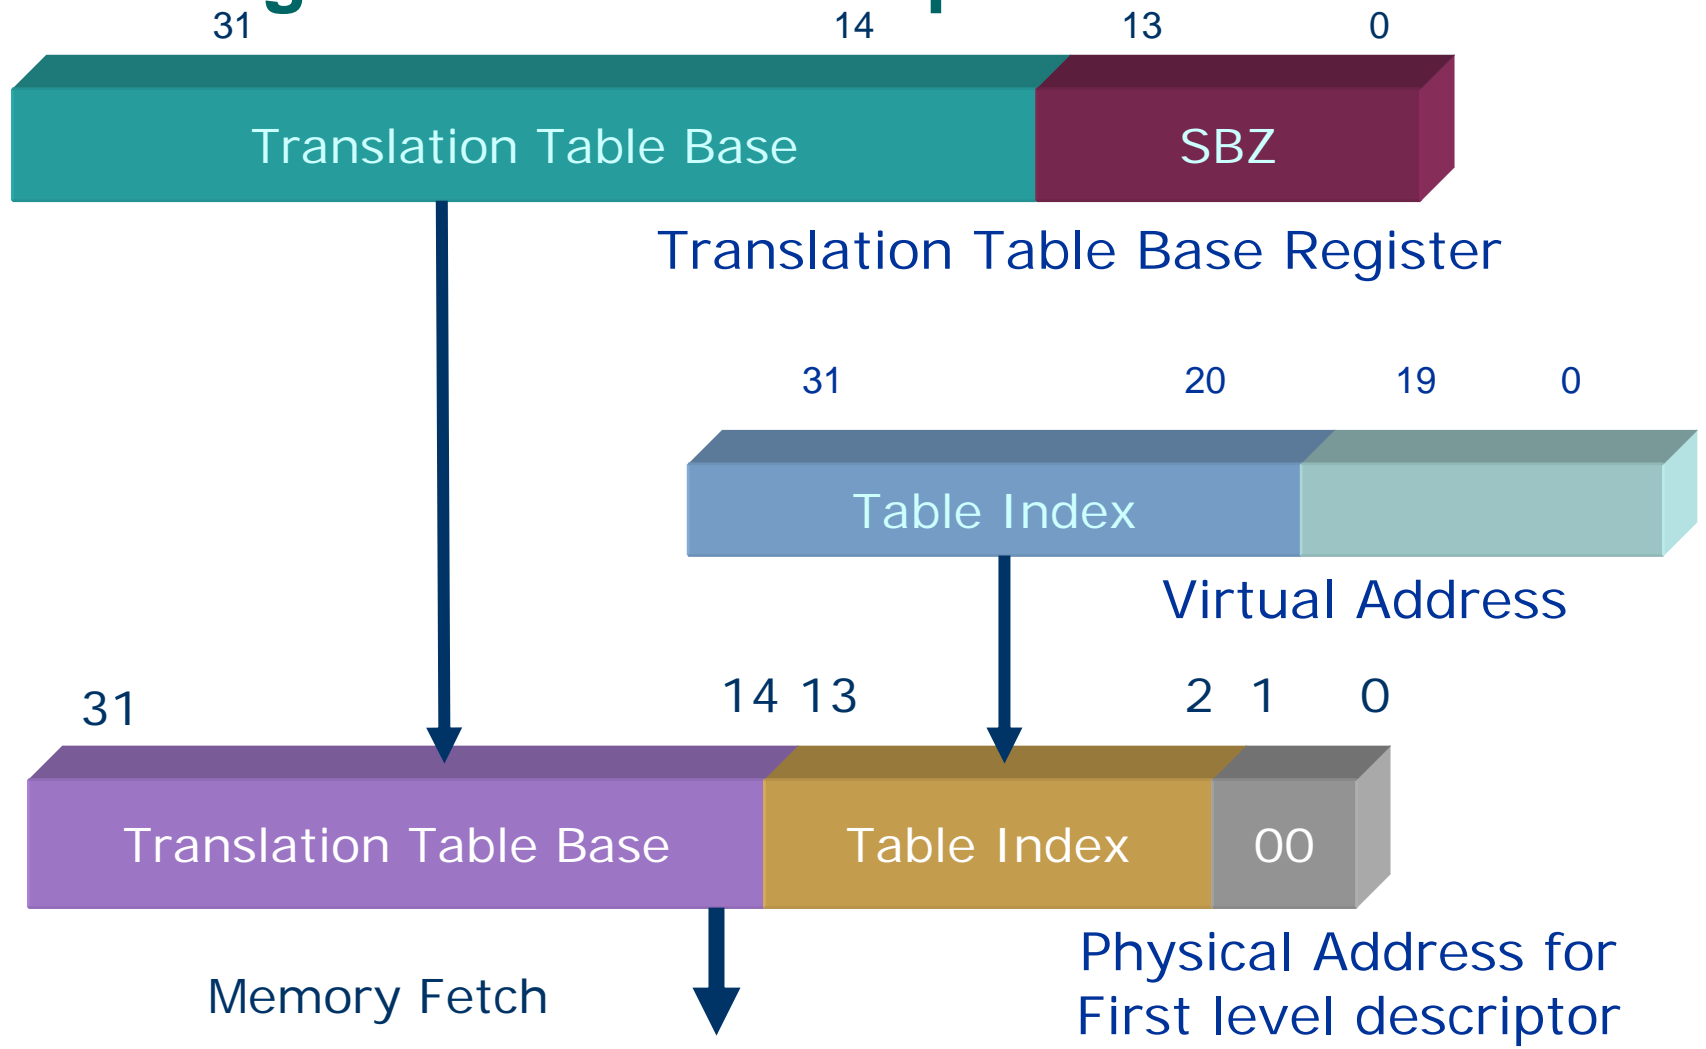 31 14 13 0
Translation Table Base SBZ
Translation Table Base Register
31 20 19 0
Table Index
Virtual Address
31 14 13 2 1 0
Translation Table Base Table Index 00
Physical Address for
Memory Fetch
First level descriptor